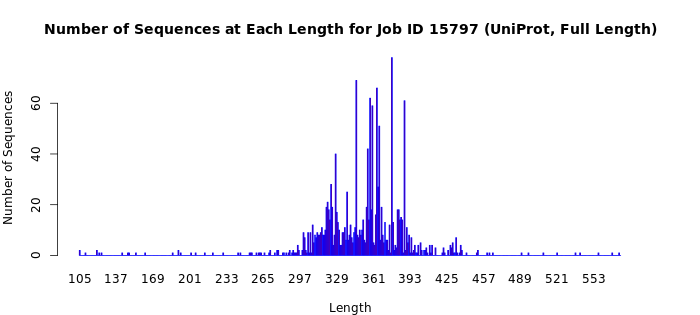 Number of Sequences at Each Length for Job ID 15797 (UniProt, Full Length)
Number of Sequences
60
40
20
0
105 137 169 201 233 265 297 329 361 393 425 457 489 521 553
Length